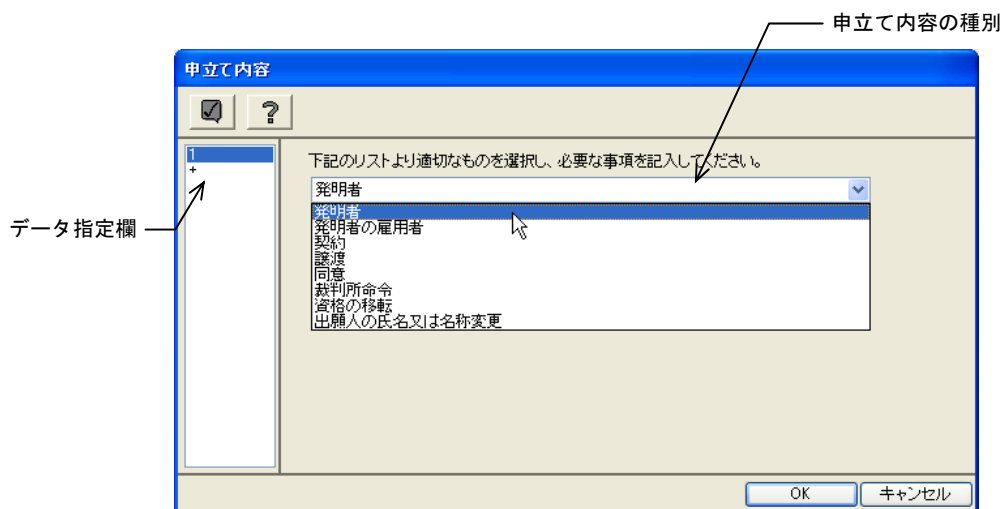 申立て内容の種別
申立て内容
?
1
+
下記のリストより適切なものを選択し、必要な事項を記入してください。
発明者
発明者
発明者の雇用者
契約
譲渡
同意
裁判所命令
資格の移転
出願人の氏名又は名称変更
データ指定欄
OK
キャンセル